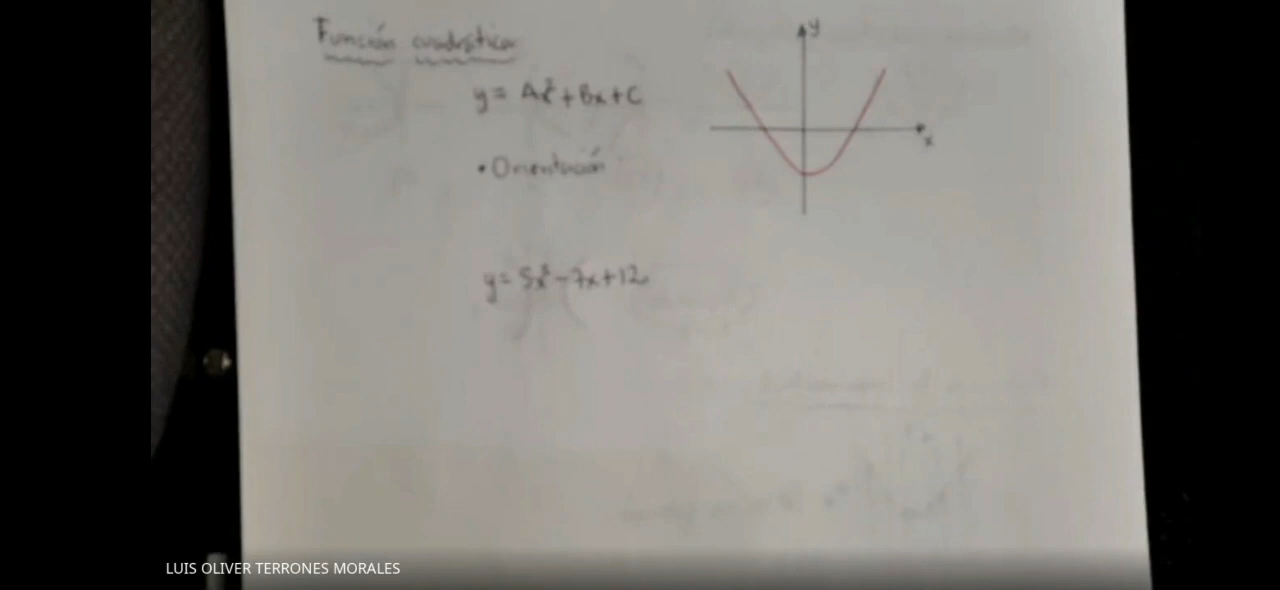 Función cuadrática
y = Ax² + Bx + C
• Orientación
y = 5x² - 7x + 12
y
x
LUIS OLIVER TERRONES MORALES